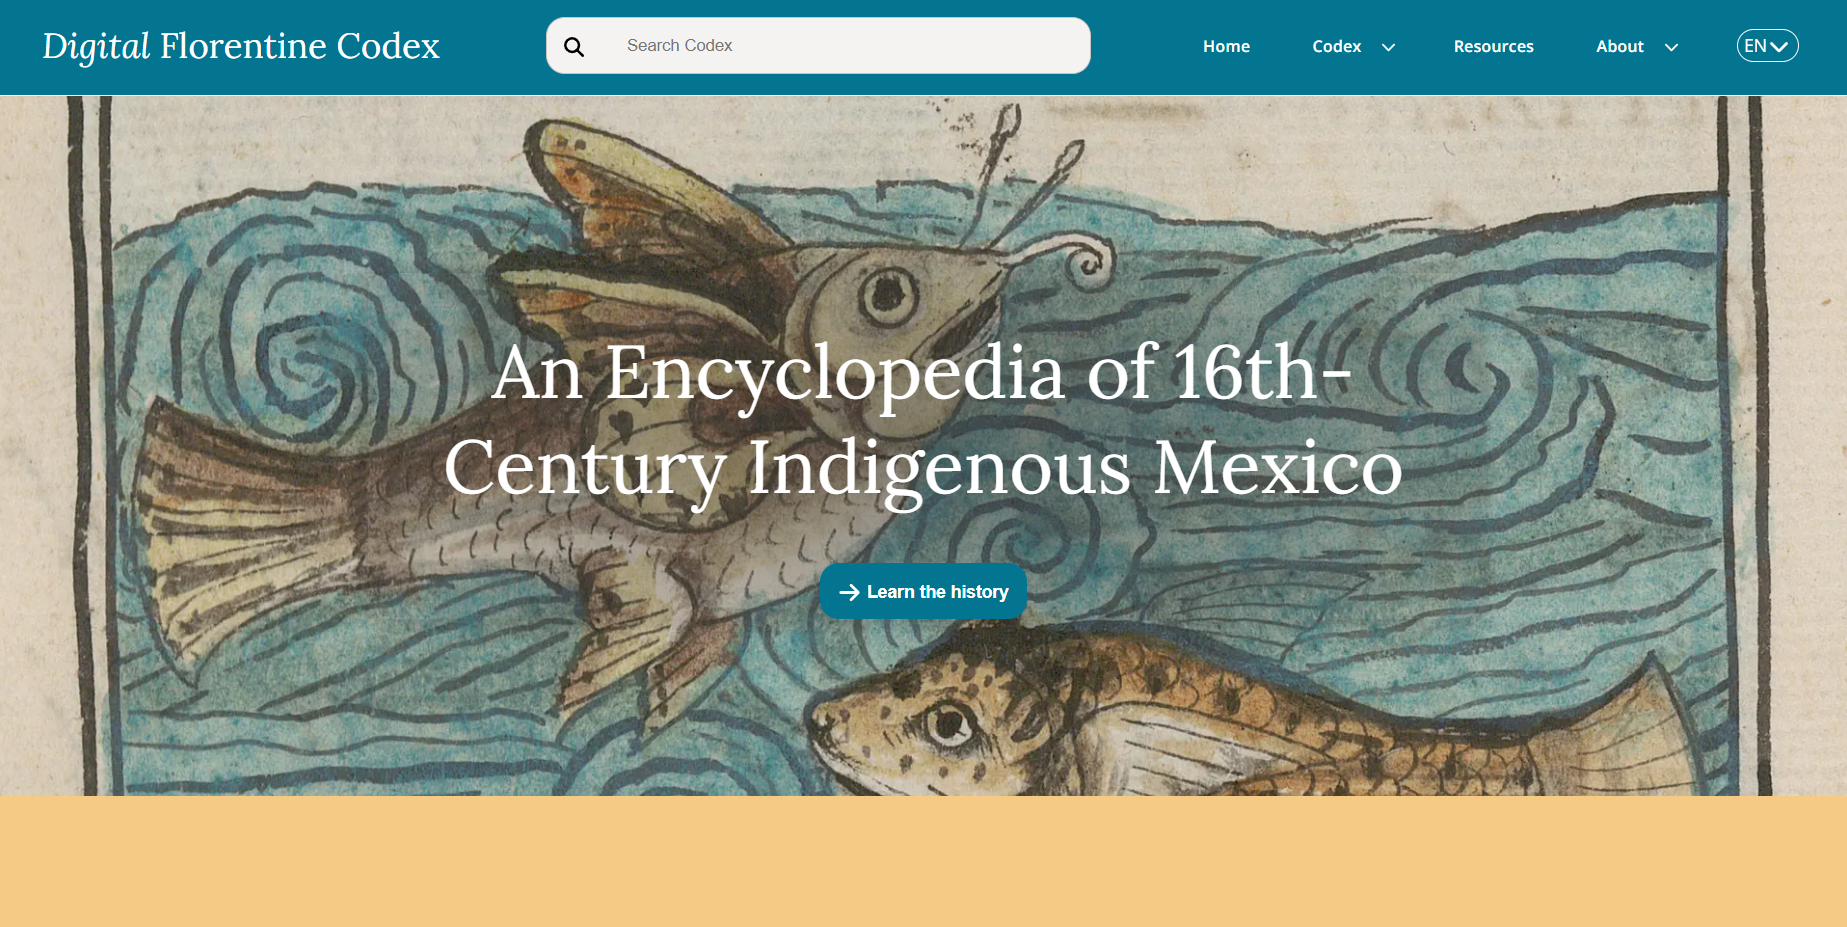 Digital Florentine Codex
Search Codex
Home
Codex
Resources
About
EN
An Encyclopedia of 16th-
Century Indigenous Mexico
Learn the history